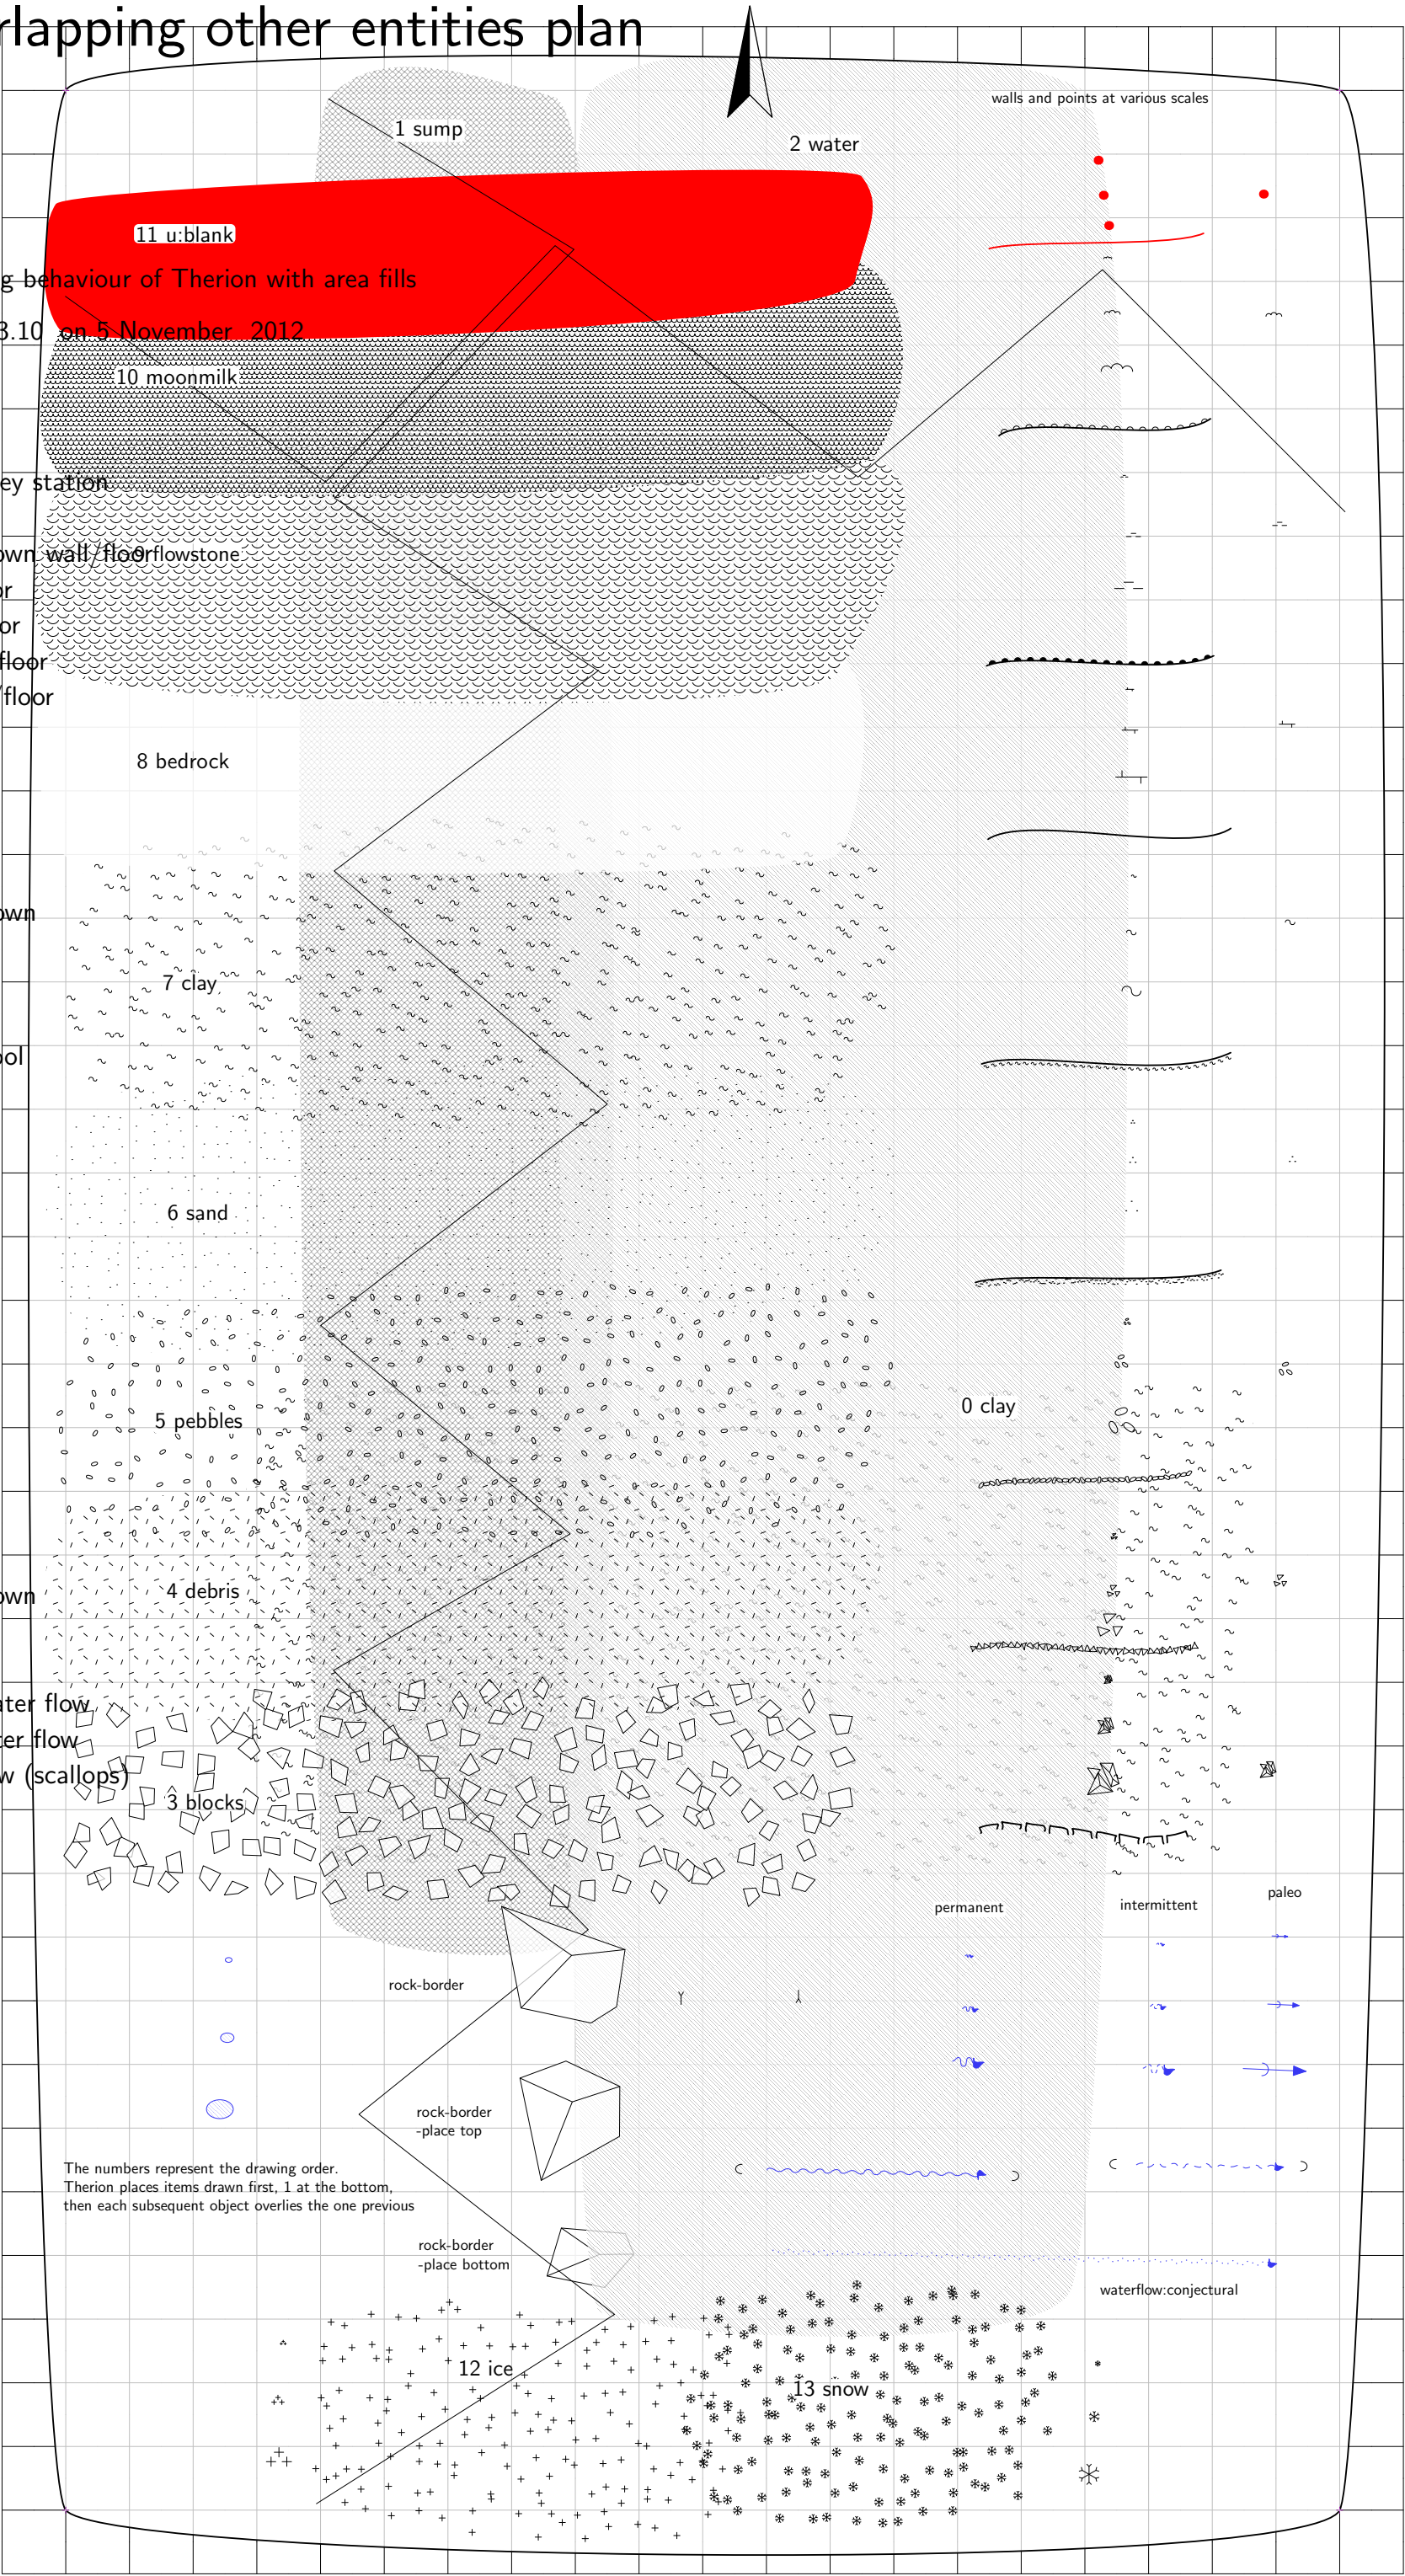 rlapping other entities plan
walls and points at various scales
1 sump
2 water
11 u:blank
g behaviour of Therion with area fills
3.10 on 5 November 2012
10 moonmilk
ey station
own wall/floor
9 flowstone
or
or
floor
/floor
8 bedrock
own
7 clay
ool
6 sand
0 clay
5 pebbles
4 debris
own
ater flow
ter flow
w (scallops)
3 blocks
paleo
intermittent
permanent
rock-border
rock-border
-place top
The numbers represent the drawing order.
Therion places items drawn first, 1 at the bottom,
then each subsequent object overlies the one previous
rock-border
-place bottom
waterflow:conjectural
12 ice
13 snow